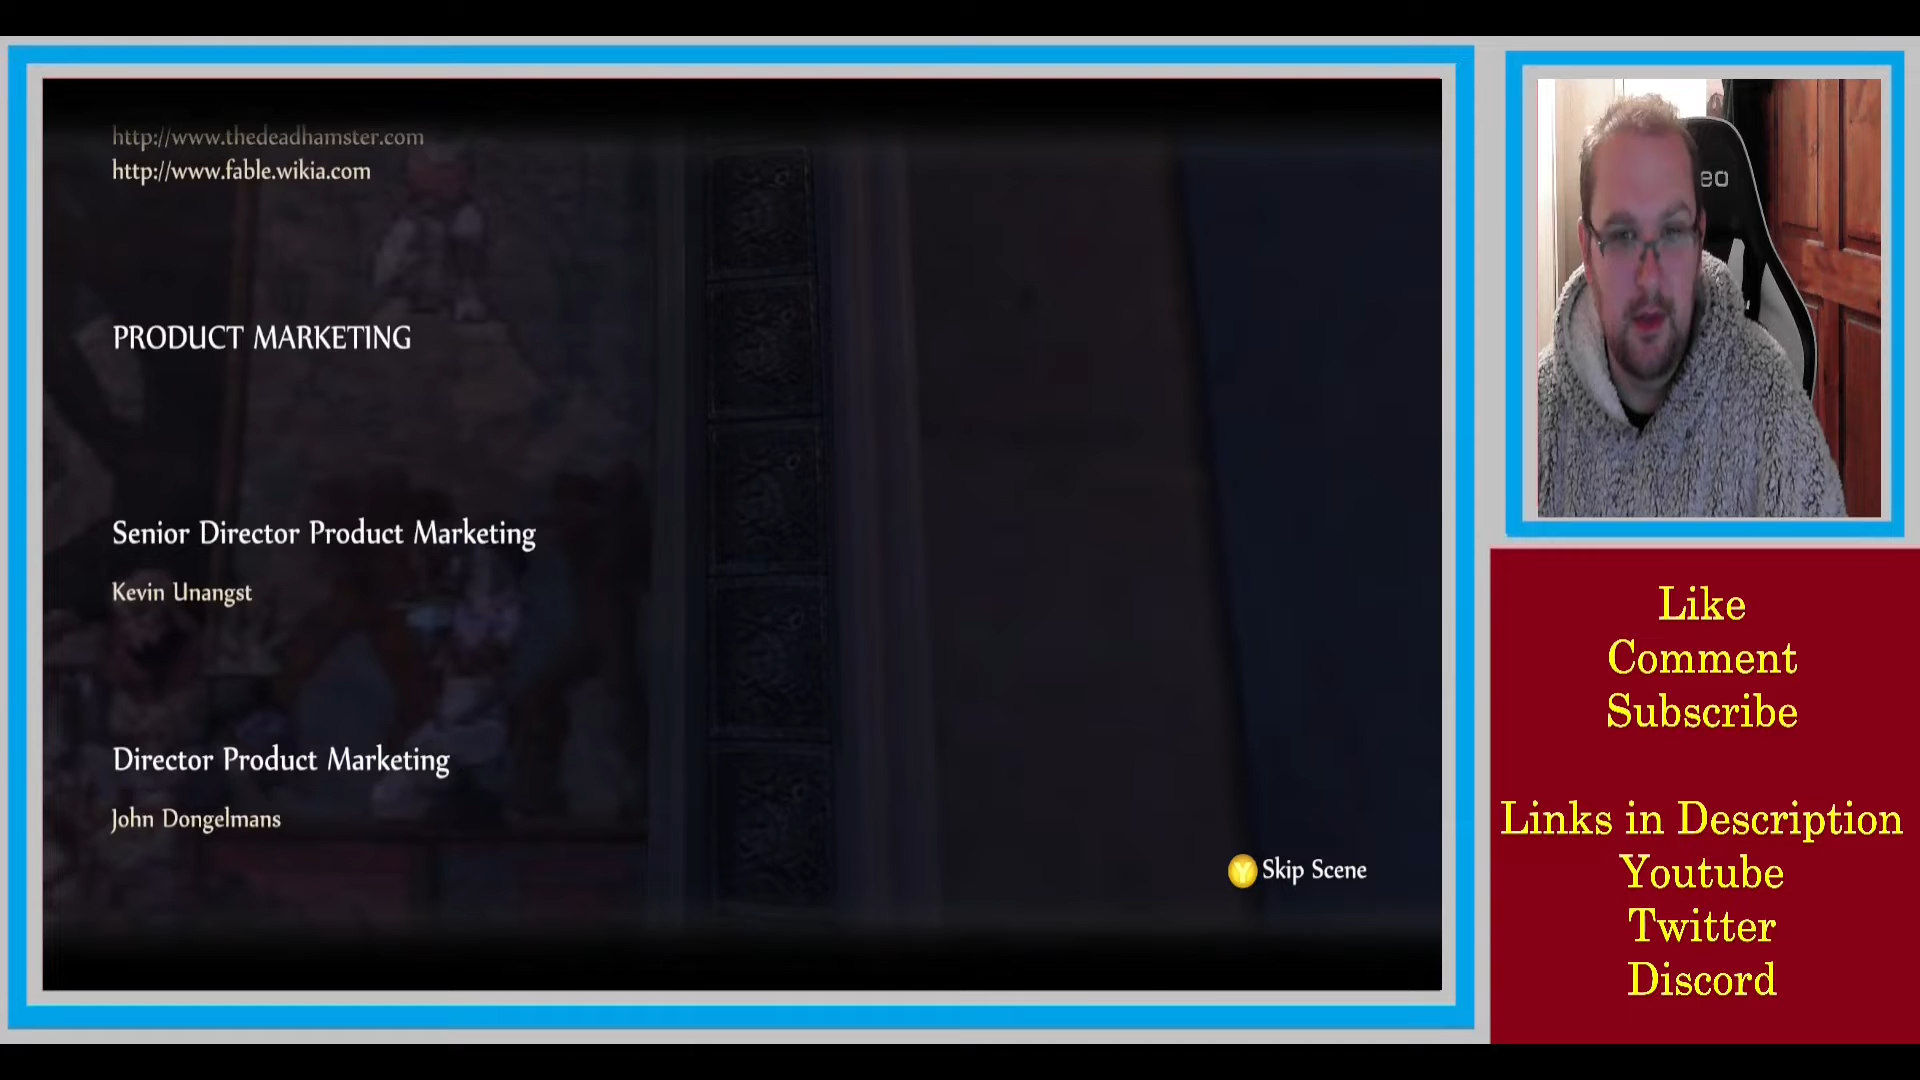 http://www.thedeadhamster.com
http://www.fable.wikia.com
PRODUCT MARKETING
Senior Director Product Marketing
Kevin Unangst
Director Product Marketing
John Dongelmans
Y Skip Scene
eo
Like
Comment
Subscribe
Links in Description
Youtube
Twitter
Discord